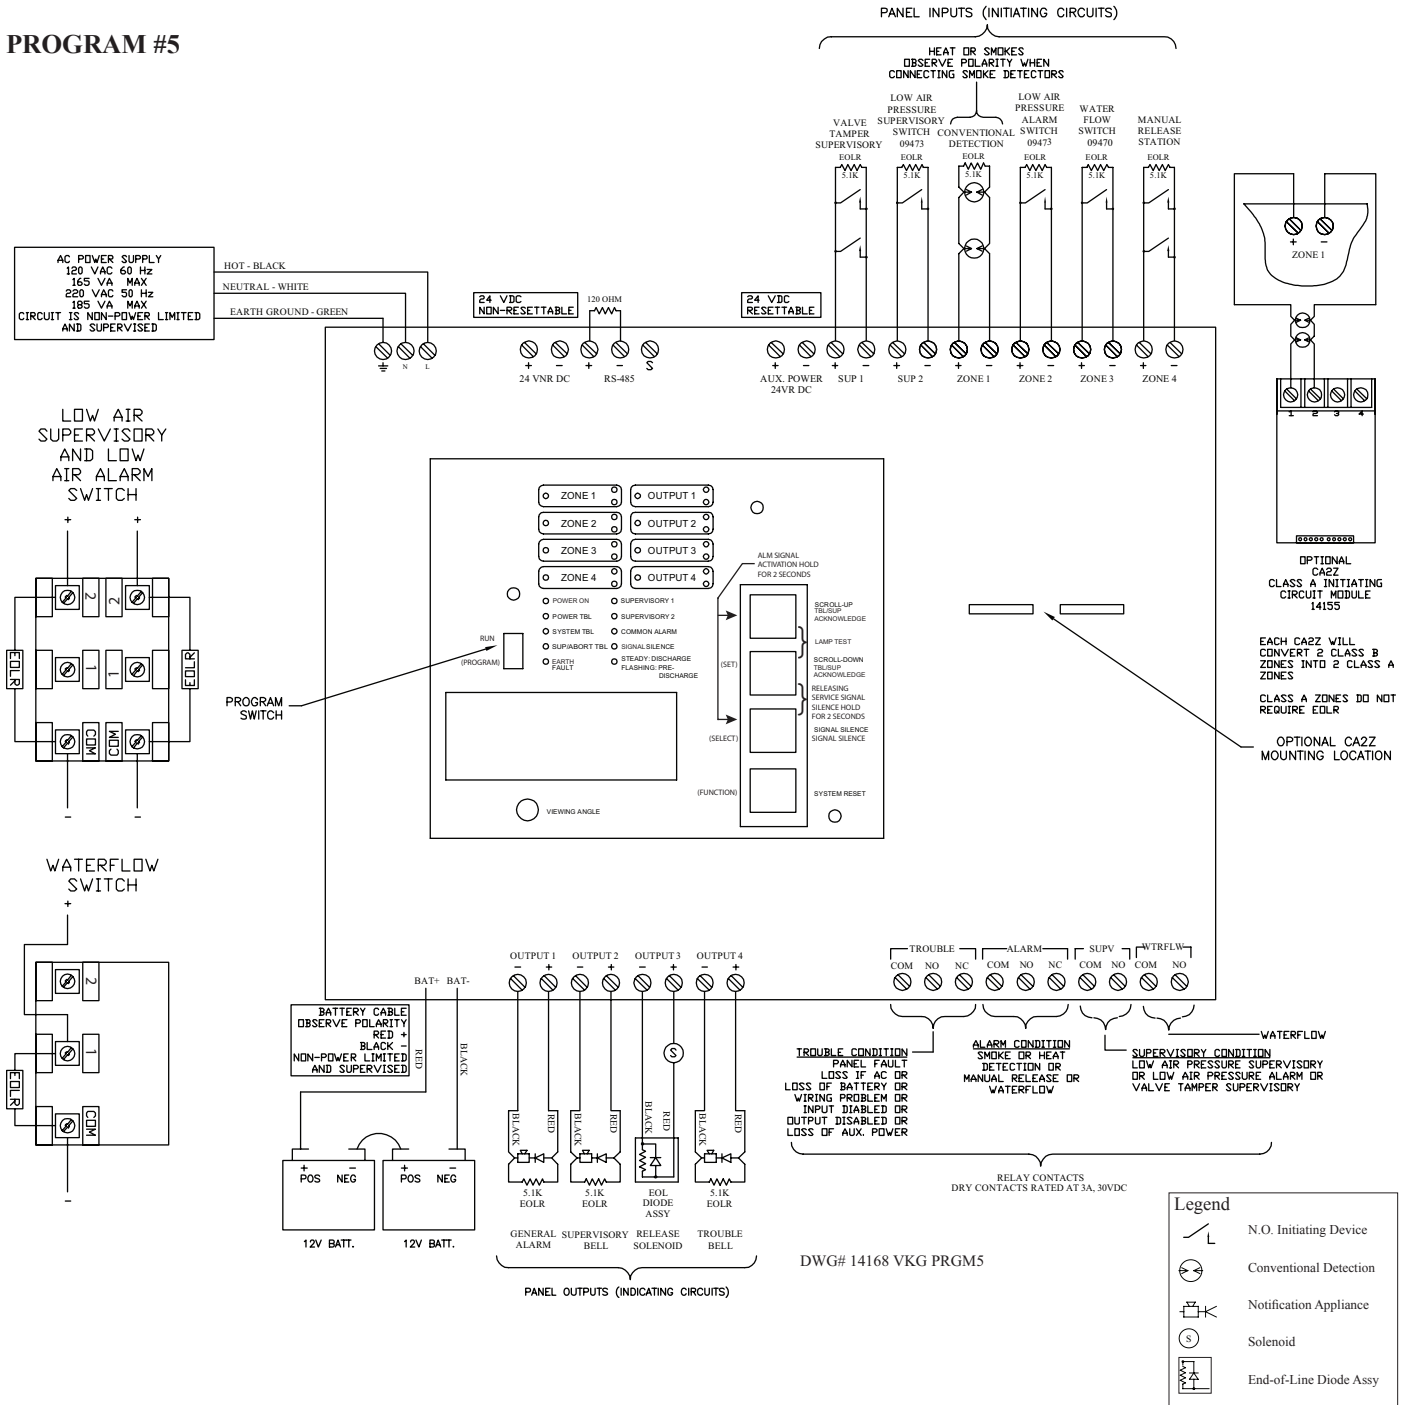 PROGRAM #5
PANEL INPUTS (INITIATING CIRCUITS)
HEAT OR SMOKES
OBSERVE POLARITY WHEN
CONNECTING SMOKE DETECTORS
VALVE
TAMPER
SUPERVISORY
LOW AIR
PRESSURE
SUPERVISORY
SWITCH
09473
CONVENTIONAL
DETECTION
LOW AIR
PRESSURE
ALARM
SWITCH
09473
WATER
FLOW
SWITCH
09470
MANUAL
RELEASE
STATION
EOLR EOLR EOLR EOLR EOLR EOLR
5.1K 5.1K 5.1K 5.1K 5.1K 5.1K
+ -
ZONE 1
AC POWER SUPPLY
120 VAC 60 Hz
165 VA MAX
220 VAC 50 Hz
185 VA MAX
CIRCUIT IS NON-POWER LIMITED
AND SUPERVISED
HOT - BLACK
NEUTRAL - WHITE
EARTH GROUND - GREEN
24 VDC
NON-RESETTABLE
120 OHM
24 VDC
RESETTABLE
N L
+ - + - S
24 VNR DC RS-485
+ - + - + - + - + - + - + -
AUX. POWER
24VR DC
SUP 1 SUP 2 ZONE 1 ZONE 2 ZONE 3 ZONE 4
1 2 3 4
OPTIONAL
CA2Z
CLASS A INITIATING
CIRCUIT MODULE
14155
EACH CA2Z WILL
CONVERT 2 CLASS B
ZONES INTO 2 CLASS A
ZONES
CLASS A ZONES DO NOT
REQUIRE EOLR
OPTIONAL CA2Z
MOUNTING LOCATION
LOW AIR
SUPERVISORY
AND LOW
AIR ALARM
SWITCH
+ +
2 2
1 1
COM COM
EOLR EOLR
- -
ZONE 1 OUTPUT 1
ZONE 2 OUTPUT 2
ZONE 3 OUTPUT 3
ZONE 4 OUTPUT 4
POWER ON SUPERVISORY 1
POWER TBL SUPERVISORY 2
SYSTEM TBL COMMON ALARM
SUP/ABORT TBL SIGNAL SILENCE
EARTH
FAULT
STEADY: DISCHARGE
FLASHING: PRE-
DISCHARGE
RUN
(PROGRAM)
PROGRAM
SWITCH
ALM SIGNAL
ACTIVATION HOLD
FOR 2 SECONDS
SCROLL-UP
TBL/SUP
ACKNOWLEDGE
LAMP TEST
(SET)
SCROLL-DOWN
TBL/SUP
ACKNOWLEDGE
RELEASING
SERVICE SIGNAL
SILENCE HOLD
FOR 2 SECONDS
SIGNAL SILENCE
(SELECT)
SIGNAL SILENCE
(FUNCTION)
SYSTEM RESET
VIEWING ANGLE
WATERFLOW
SWITCH
+
2
1
COM
EOLR
-
BAT+ BAT-
OUTPUT 1 OUTPUT 2 OUTPUT 3 OUTPUT 4
- + - + - + - +
TROUBLE ALARM SUPV WTRFLW
COM NO NC COM NO NC COM NO COM NO
BATTERY CABLE
OBSERVE POLARITY
RED +
BLACK -
NON-POWER LIMITED
AND SUPERVISED
RED
BLACK
S
BLACK RED BLACK RED BLACK RED BLACK RED
+ - + -
POS NEG POS NEG
12V BATT. 12V BATT.
5.1K
EOLR
5.1K
EOLR
EOL
DIODE
ASSY
5.1K
EOLR
GENERAL
ALARM
SUPERVISORY
BELL
RELEASE
SOLENOID
TROUBLE
BELL
PANEL OUTPUTS (INDICATING CIRCUITS)
TROUBLE CONDITION
PANEL FAULT
LOSS IF AC OR
LOSS OF BATTERY OR
WIRING PROBLEM OR
INPUT DIABLED OR
OUTPUT DISABLED OR
LOSS OF AUX. POWER
ALARM CONDITION
SMOKE OR HEAT
DETECTION OR
MANUAL RELEASE OR
WATERFLOW
WATERFLOW
SUPERVISORY CONDITION
LOW AIR PRESSURE SUPERVISORY
OR LOW AIR PRESSURE ALARM OR
VALVE TAMPER SUPERVISORY
RELAY CONTACTS
DRY CONTACTS RATED AT 3A, 30VDC
DWG# 14168 VKG PRGM5
Legend
N.O. Initiating Device
Conventional Detection
Notification Appliance
S
Solenoid
End-of-Line Diode Assy